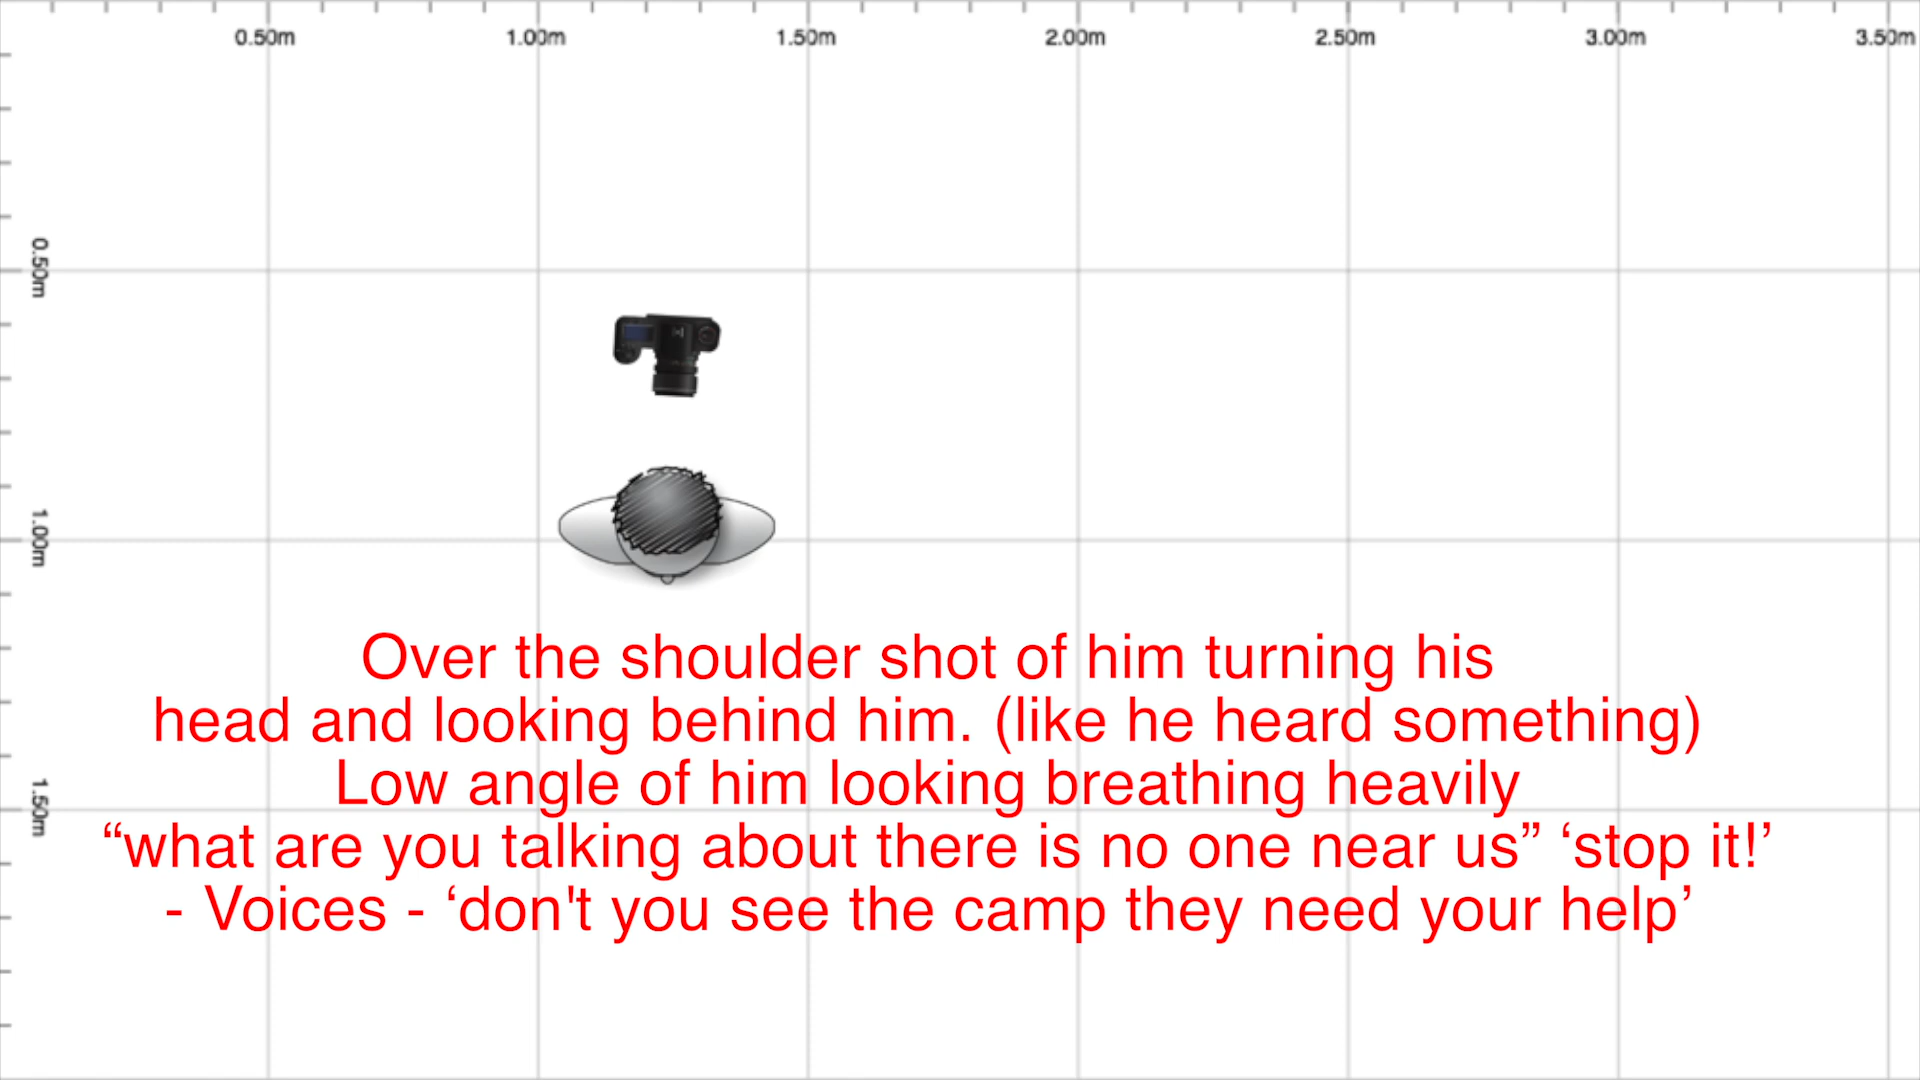 0.50m 1.00m 1.50m 2.00m 2.50m 3.00m 3.50m
0.50m
1.00m
1.50m
Over the shoulder shot of him turning his
head and looking behind him. (like he heard something)
Low angle of him looking breathing heavily
“what are you talking about there is no one near us” ‘stop it!’
- Voices - ‘don't you see the camp they need your help’